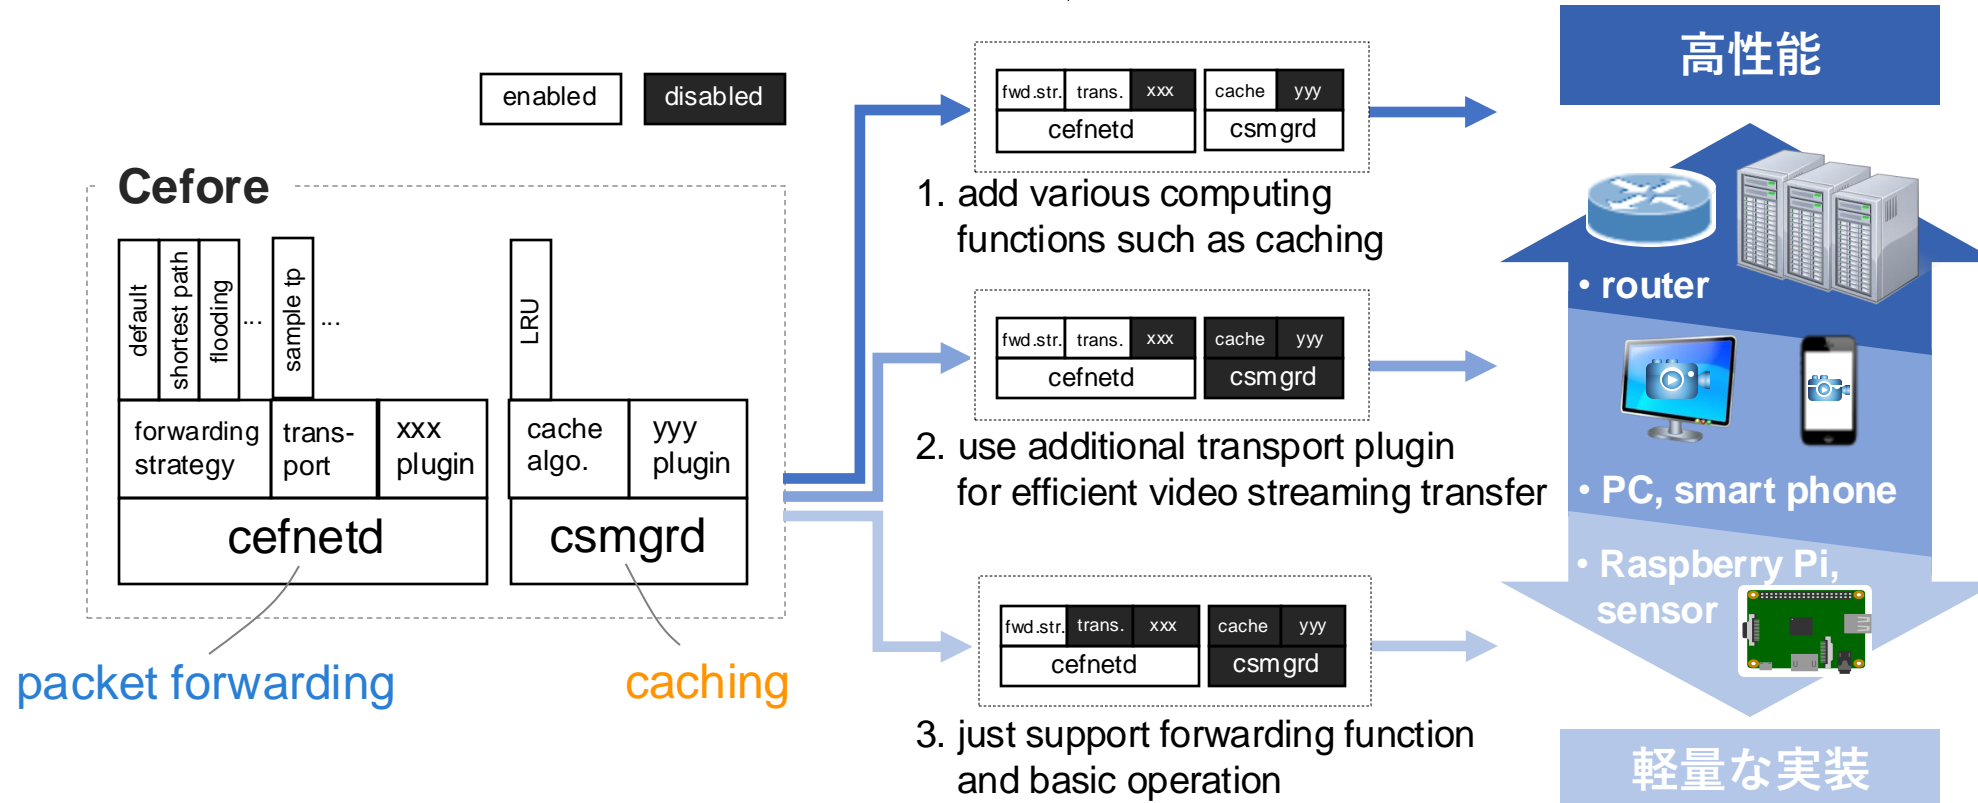 enabled
disabled
Cefore
default
shortest path
flooding
...
sample tp
...
LRU
forwarding
strategy
trans-
port
xxx
plugin
cache
algo.
yyy
plugin
cefnetd
csmgrd
packet forwarding
caching
fwd.str.
trans.
xxx
cache
yyy
cefnetd
csmgrd
1. add various computing
functions such as caching
fwd.str.
trans.
xxx
cache
yyy
cefnetd
csmgrd
2. use additional transport plugin
for efficient video streaming transfer
fwd.str.
trans.
xxx
cache
yyy
cefnetd
csmgrd
3. just support forwarding function
and basic operation
高性能
• router
• PC, smart phone
• Raspberry Pi,
sensor
軽量な実装